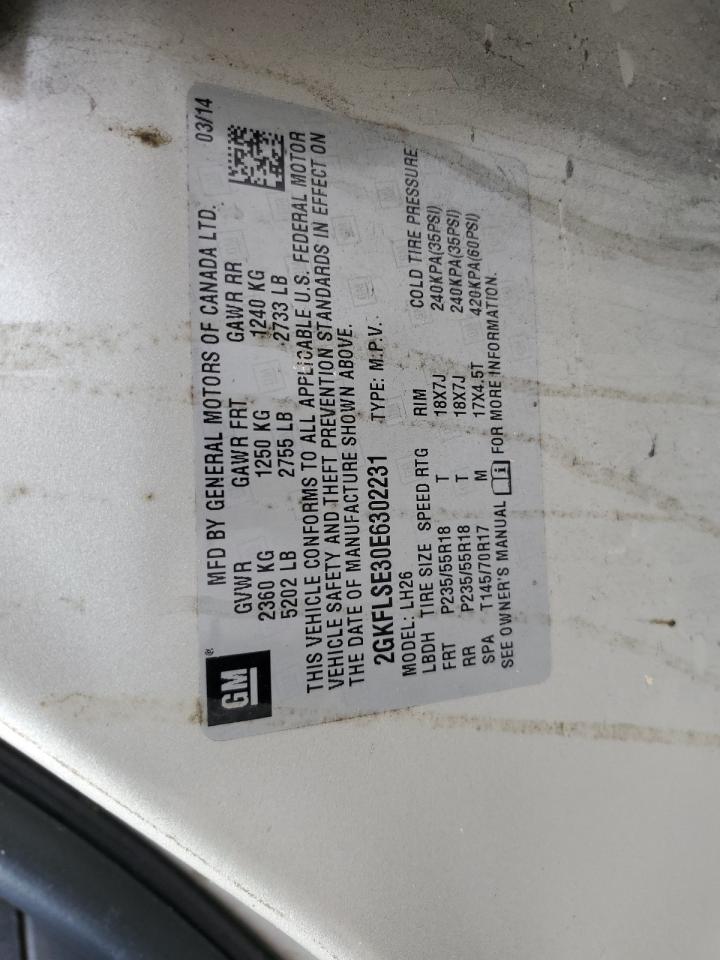 GM®
MFD BY GENERAL MOTORS OF CANADA LTD. 03/14
GVWR GAWR FRT GAWR RR
2360 KG 1250 KG 1240 KG
5202 LB 2755 LB 2733 LB
THIS VEHICLE CONFORMS TO ALL APPLICABLE U.S. FEDERAL MOTOR
VEHICLE SAFETY AND THEFT PREVENTION STANDARDS IN EFFECT ON
THE DATE OF MANUFACTURE SHOWN ABOVE.
2GKFLSE30E6302231 TYPE: M.P.V.
MODEL: LH26
LBDH TIRE SIZE SPEED RTG RIM COLD TIRE PRESSURE
FRT P235/55R18 T 18X7J 240KPA(35PSI)
RR P235/55R18 T 18X7J 240KPA(35PSI)
SPA T145/70R17 M 17X4.5T 420KPA(60PSI)
SEE OWNER'S MANUAL FOR MORE INFORMATION.